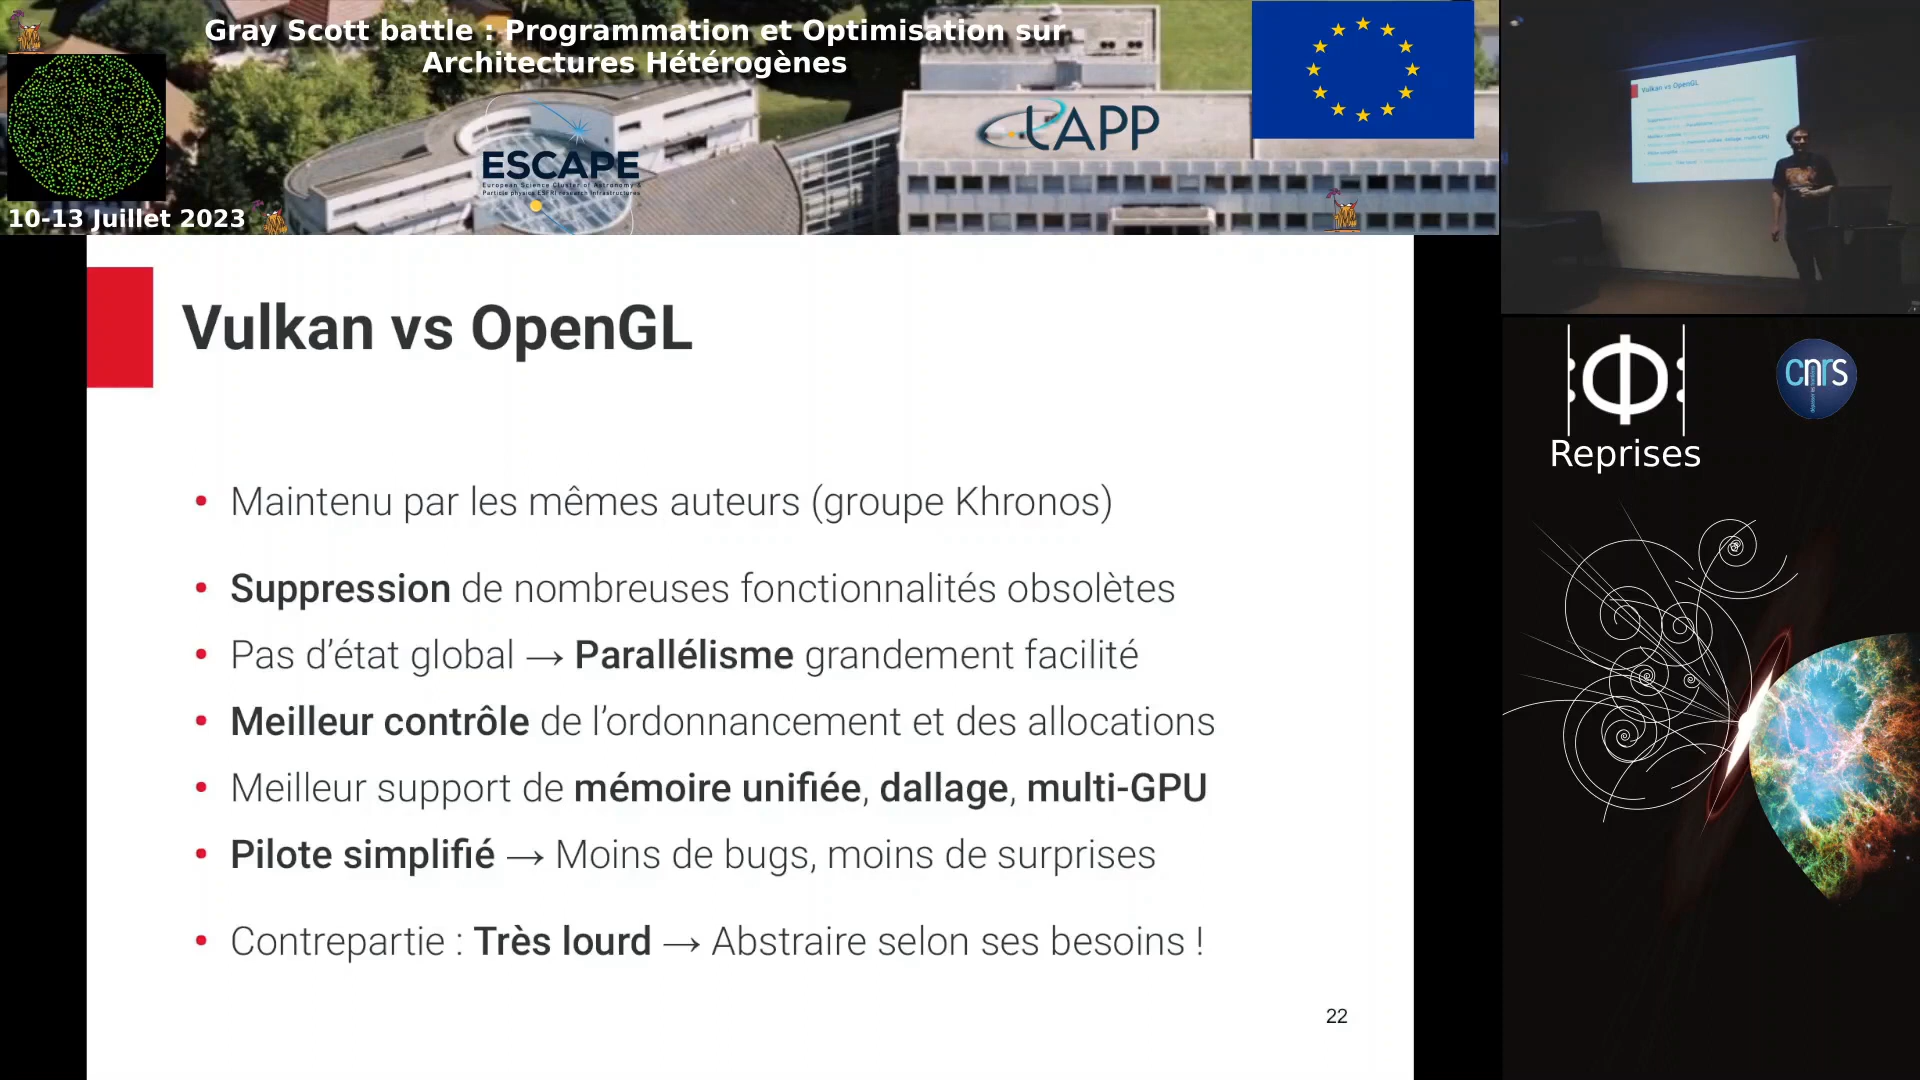 Gray Scott battle : Programmation et Optimisation sur
Architectures Hétérogènes
ESCAPE
European Science Cluster of Astronomy &
Particle physics ESFRI research Infrastructures
LAPP
10-13 Juillet 2023
Vulkan vs OpenGL
Reprises
cnrs
Vulkan vs OpenGL
• Maintenu par les mêmes auteurs (groupe Khronos)
• Suppression de nombreuses fonctionnalités obsolètes
• Pas d’état global → Parallélisme grandement facilité
• Meilleur contrôle de l’ordonnancement et des allocations
• Meilleur support de mémoire unifiée, dallage, multi-GPU
• Pilote simplifié → Moins de bugs, moins de surprises
• Contrepartie : Très lourd → Abstraire selon ses besoins !
22